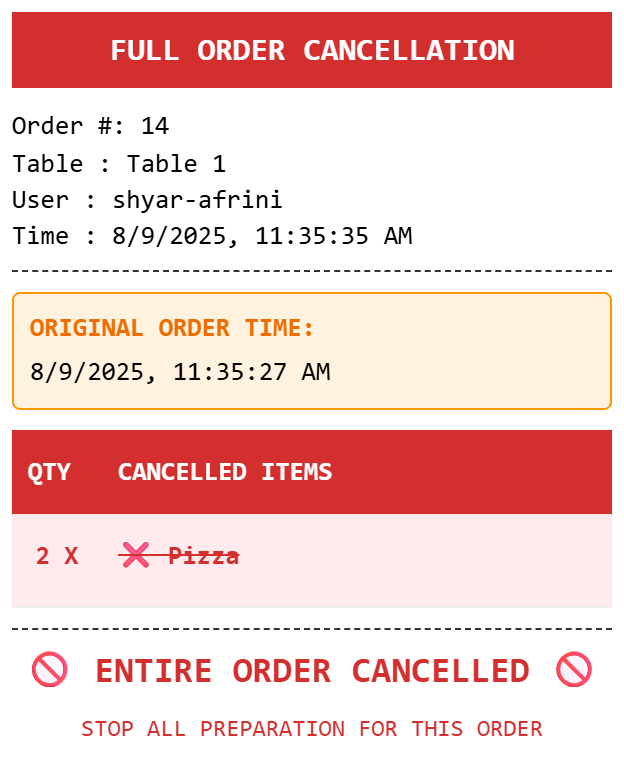 FULL ORDER CANCELLATION
Order #: 14
Table : Table 1
User : shyar-afrini
Time : 8/9/2025, 11:35:35 AM
ORIGINAL ORDER TIME:
8/9/2025, 11:35:27 AM
QTY CANCELLED ITEMS
2 X ❌ Pizza
🚫 ENTIRE ORDER CANCELLED 🚫
STOP ALL PREPARATION FOR THIS ORDER